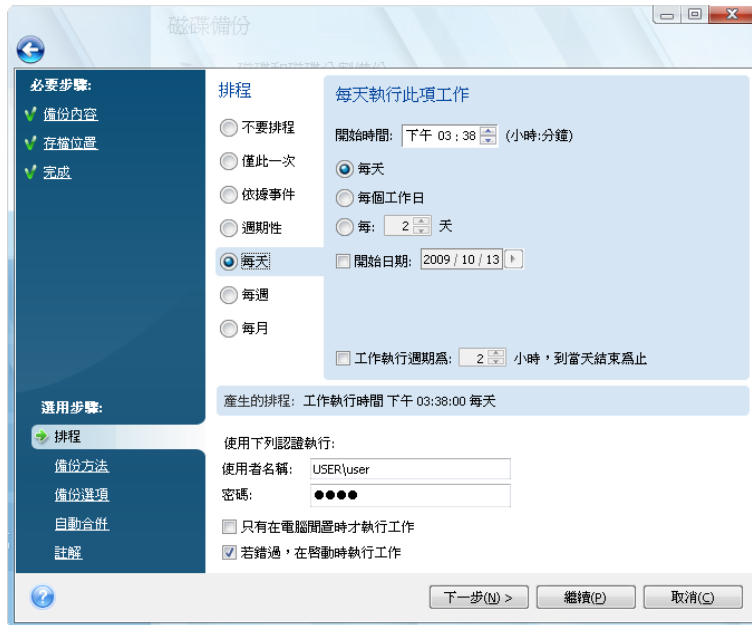 磁碟備份
必要步驟:
備份內容
存檔位置
完成
選用步驟:
排程
備份方法
備份選項
自動合併
註解
排程
不要排程
僅此一次
依據事件
週期性
每天
每週
每月
每天執行此項工作
開始時間: 下午 03 : 38 (小時:分鐘)
每天
每個工作日
每: 2 天
開始日期: 2009 / 10 / 13
工作執行週期為: 2 小時，到當天結束為止
產生的排程: 工作執行時間 下午 03:38:00 每天
使用下列認證執行:
使用者名稱: USER\user
密碼: ●●●●
只有在電腦閒置時才執行工作
若錯過，在啟動時執行工作
下一步(N) > 繼續(P) 取消(C)